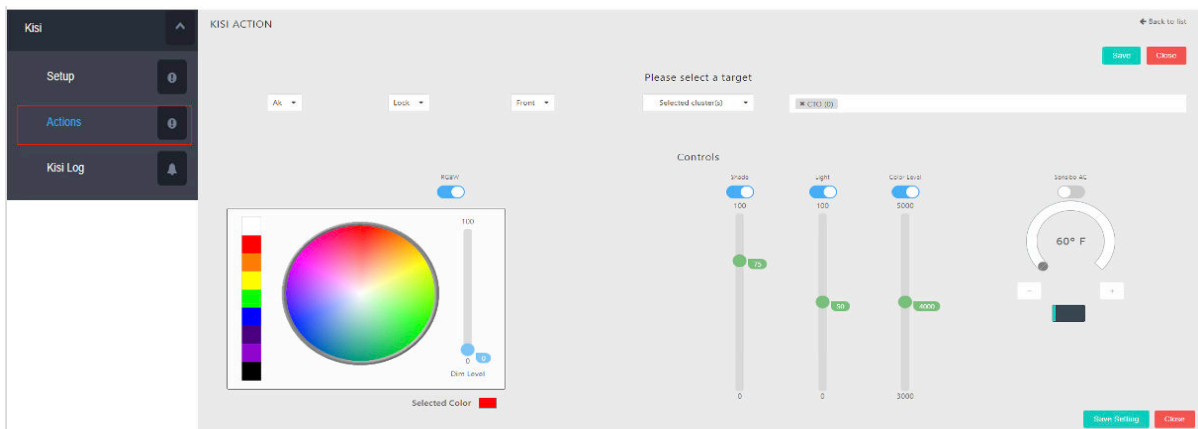 Kisi
Setup
Actions
Kisi Log
KISI ACTION
Back to list
Save
Close
Please select a target
Ak
Lock
Front
Selected cluster(s)
× CTO (0)
Controls
RGBW
100
0
0
Dim Level
Selected Color
Shade
100
75
0
Light
100
50
0
Color Level
5000
4000
3000
Sensibo AC
60° F
-
+
Save Setting
Close